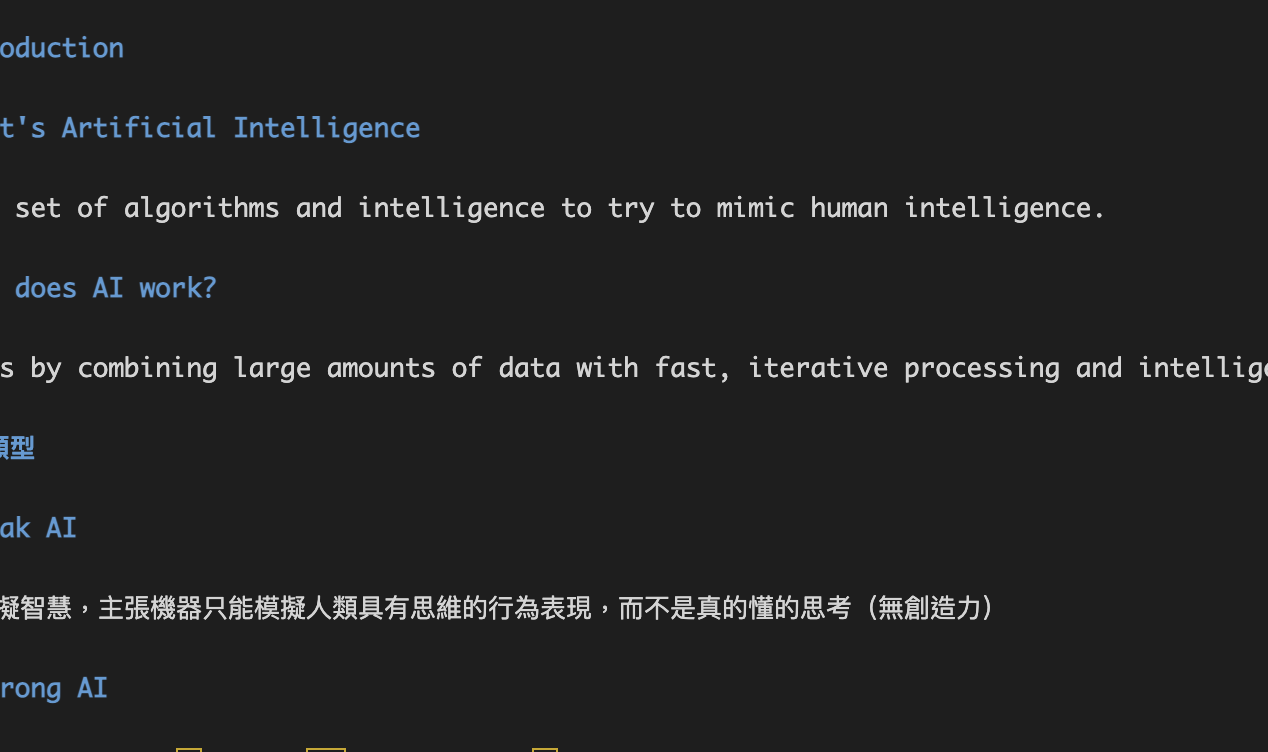 oduction
t's Artificial Intelligence
set of algorithms and intelligence to try to mimic human intelligence.
does AI work?
s by combining large amounts of data with fast, iterative processing and intellig
類型
ak AI
擬智慧，主張機器只能模擬人類具有思維的行為表現，而不是真的懂的思考（無創造力）
rong AI